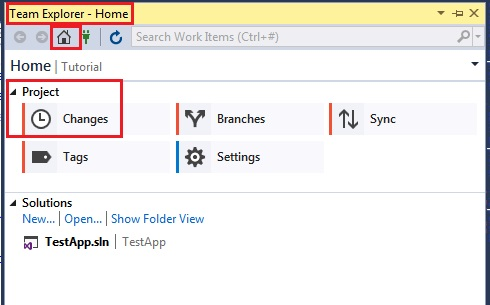 Team Explorer - Home
Search Work Items (Ctrl+#)
Home | Tutorial
Project
Changes Branches Sync
Tags Settings
Solutions
New... | Open... | Show Folder View
TestApp.sln | TestApp